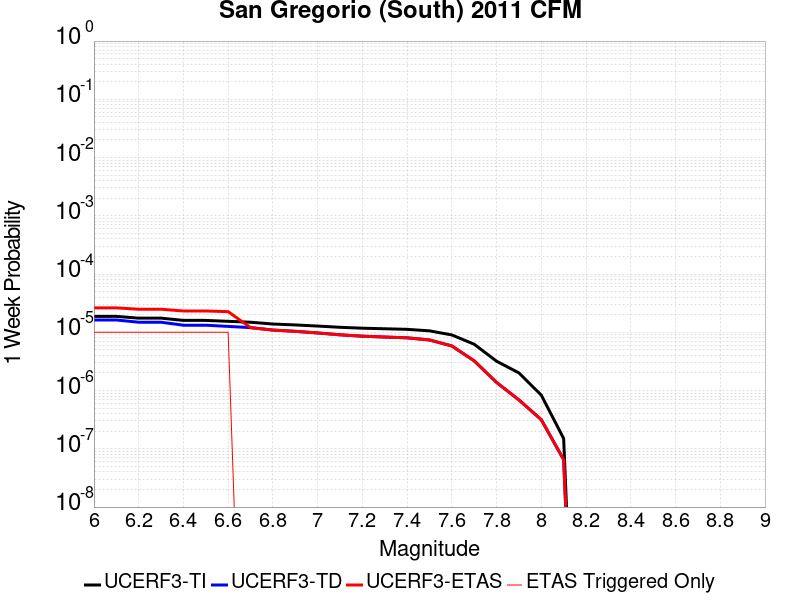 San Gregorio (South) 2011 CFM
10^0
10^-1
10^-2
10^-3
10^-4
10^-5
10^-6
10^-7
10^-8
1 Week Probability
6 6.2 6.4 6.6 6.8 7 7.2 7.4 7.6 7.8 8 8.2 8.4 8.6 8.8 9
Magnitude
UCERF3-TI UCERF3-TD UCERF3-ETAS ETAS Triggered Only